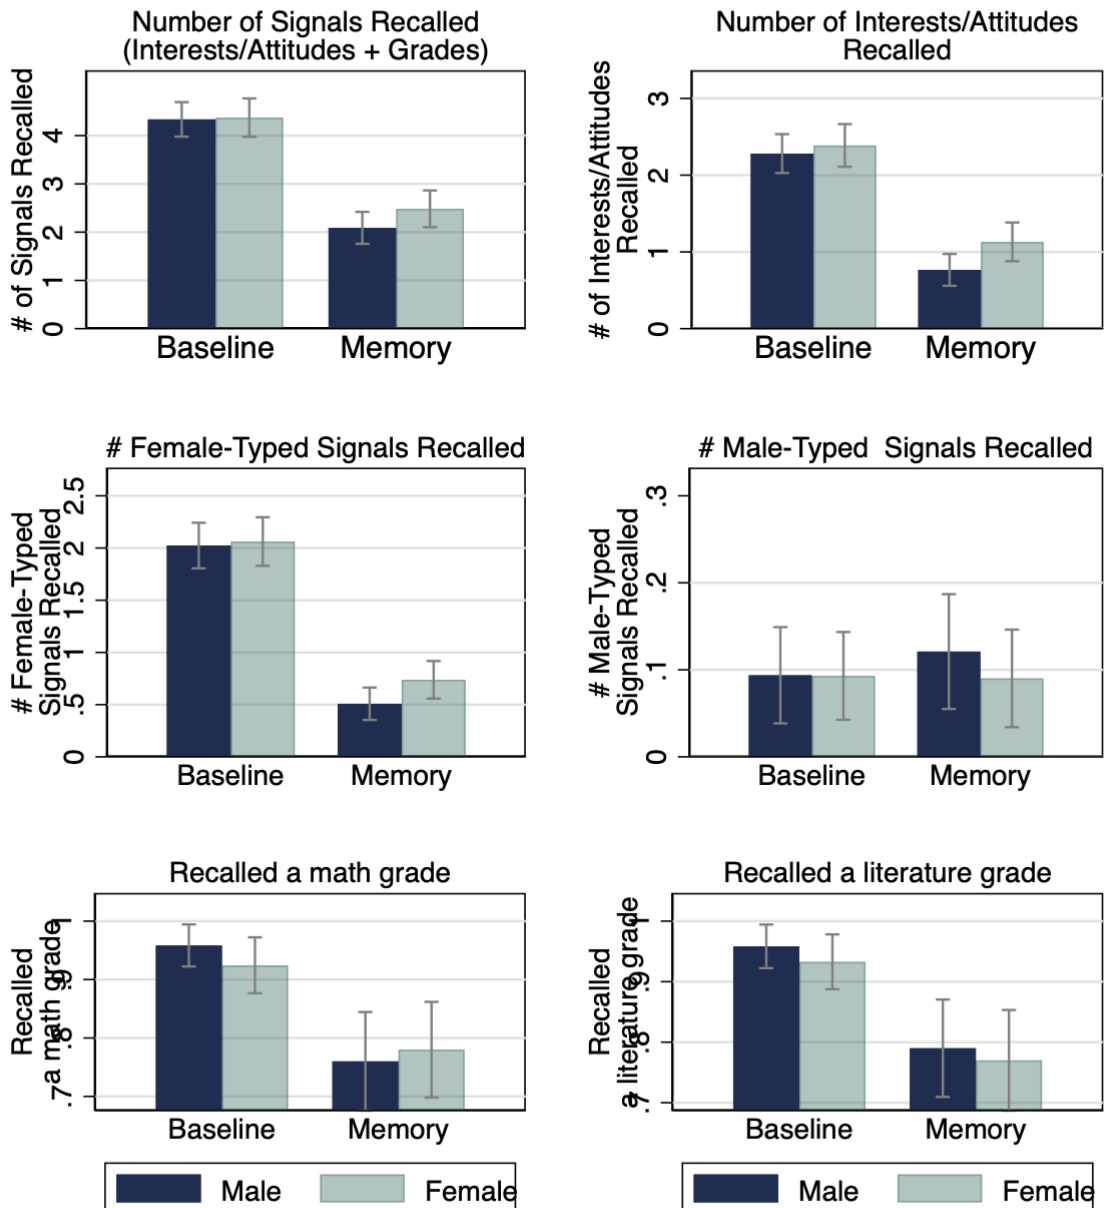 Number of Signals Recalled
(Interests/Attitudes + Grades)
# of Signals Recalled
4
3
2
1
0
Baseline
Memory
Number of Interests/Attitudes
Recalled
# of Interests/Attitudes
Recalled
3
2
1
0
Baseline
Memory
# Female-Typed Signals Recalled
# Female-Typed
Signals Recalled
2.5
2
1.5
1
.5
0
Baseline
Memory
# Male-Typed  Signals Recalled
# Male-Typed
Signals Recalled
.3
.2
.1
0
Baseline
Memory
Recalled a math grade
Recalled
a math grade
1
.9
.8
.7
Baseline
Memory
Male
Female
Recalled a literature grade
Recalled
a literature grade
1
.9
.8
.7
Baseline
Memory
Male
Female